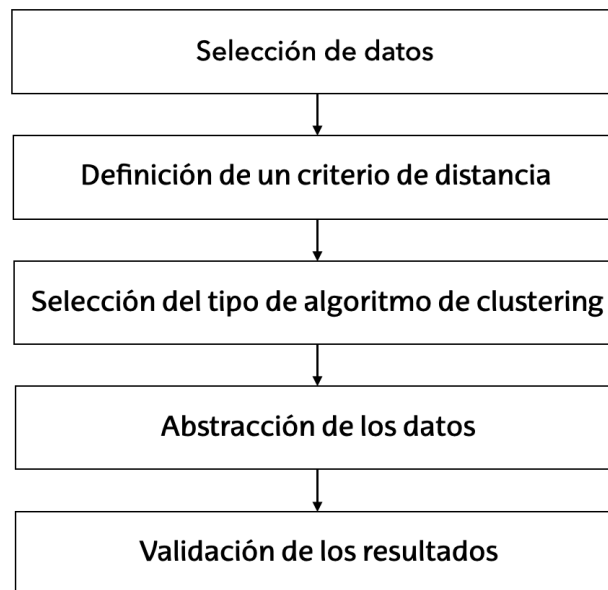 Selección de datos
Definición de un criterio de distancia
Selección del tipo de algoritmo de clustering
Abstracción de los datos
Validación de los resultados